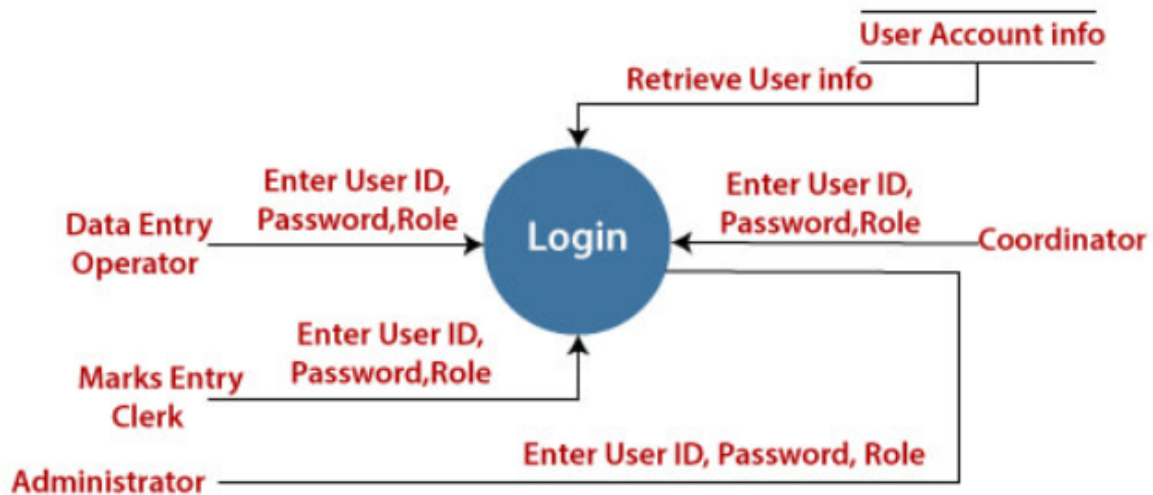 User Account info
Retrieve User info
Enter User ID,
Password,Role
Data Entry
Operator
Login
Enter User ID,
Password,Role
Coordinator
Enter User ID,
Password,Role
Marks Entry
Clerk
Enter User ID, Password, Role
Administrator